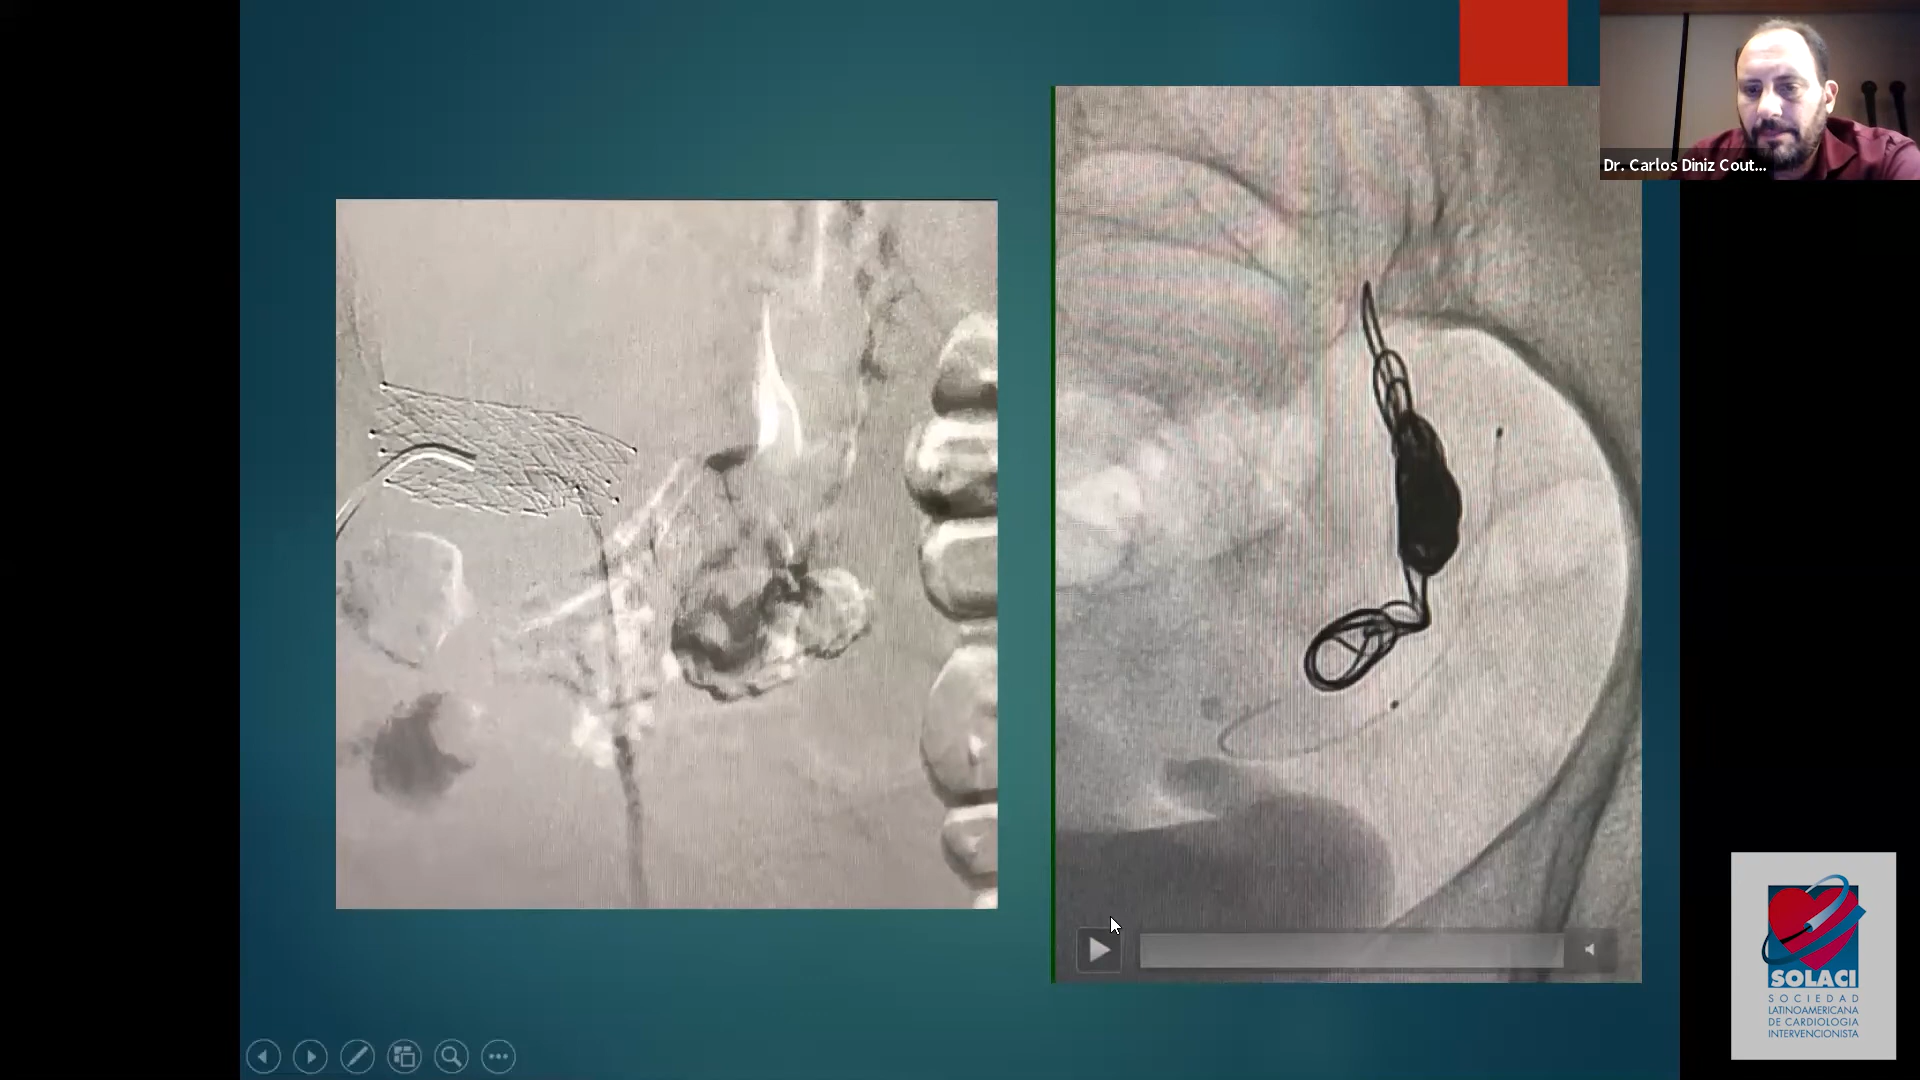 Dr. Carlos Diniz Cout...
SOLACI
SOCIEDAD
LATINOAMERICANA
DE CARDIOLOGIA
INTERVENCIONISTA